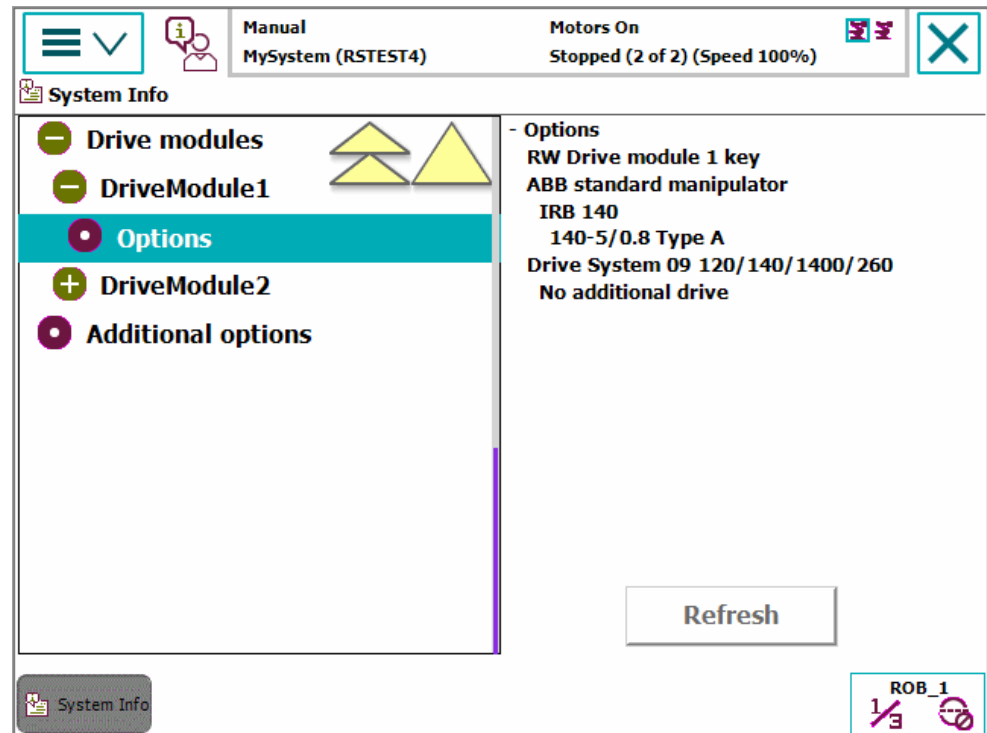 Manual
MySystem (RSTEST4)
Motors On
Stopped (2 of 2) (Speed 100%)
System Info
Drive modules
DriveModule1
Options
DriveModule2
Additional options
- Options
RW Drive module 1 key
ABB standard manipulator
IRB 140
140-5/0.8 Type A
Drive System 09 120/140/1400/260
No additional drive
Refresh
System Info
ROB_1
1/3